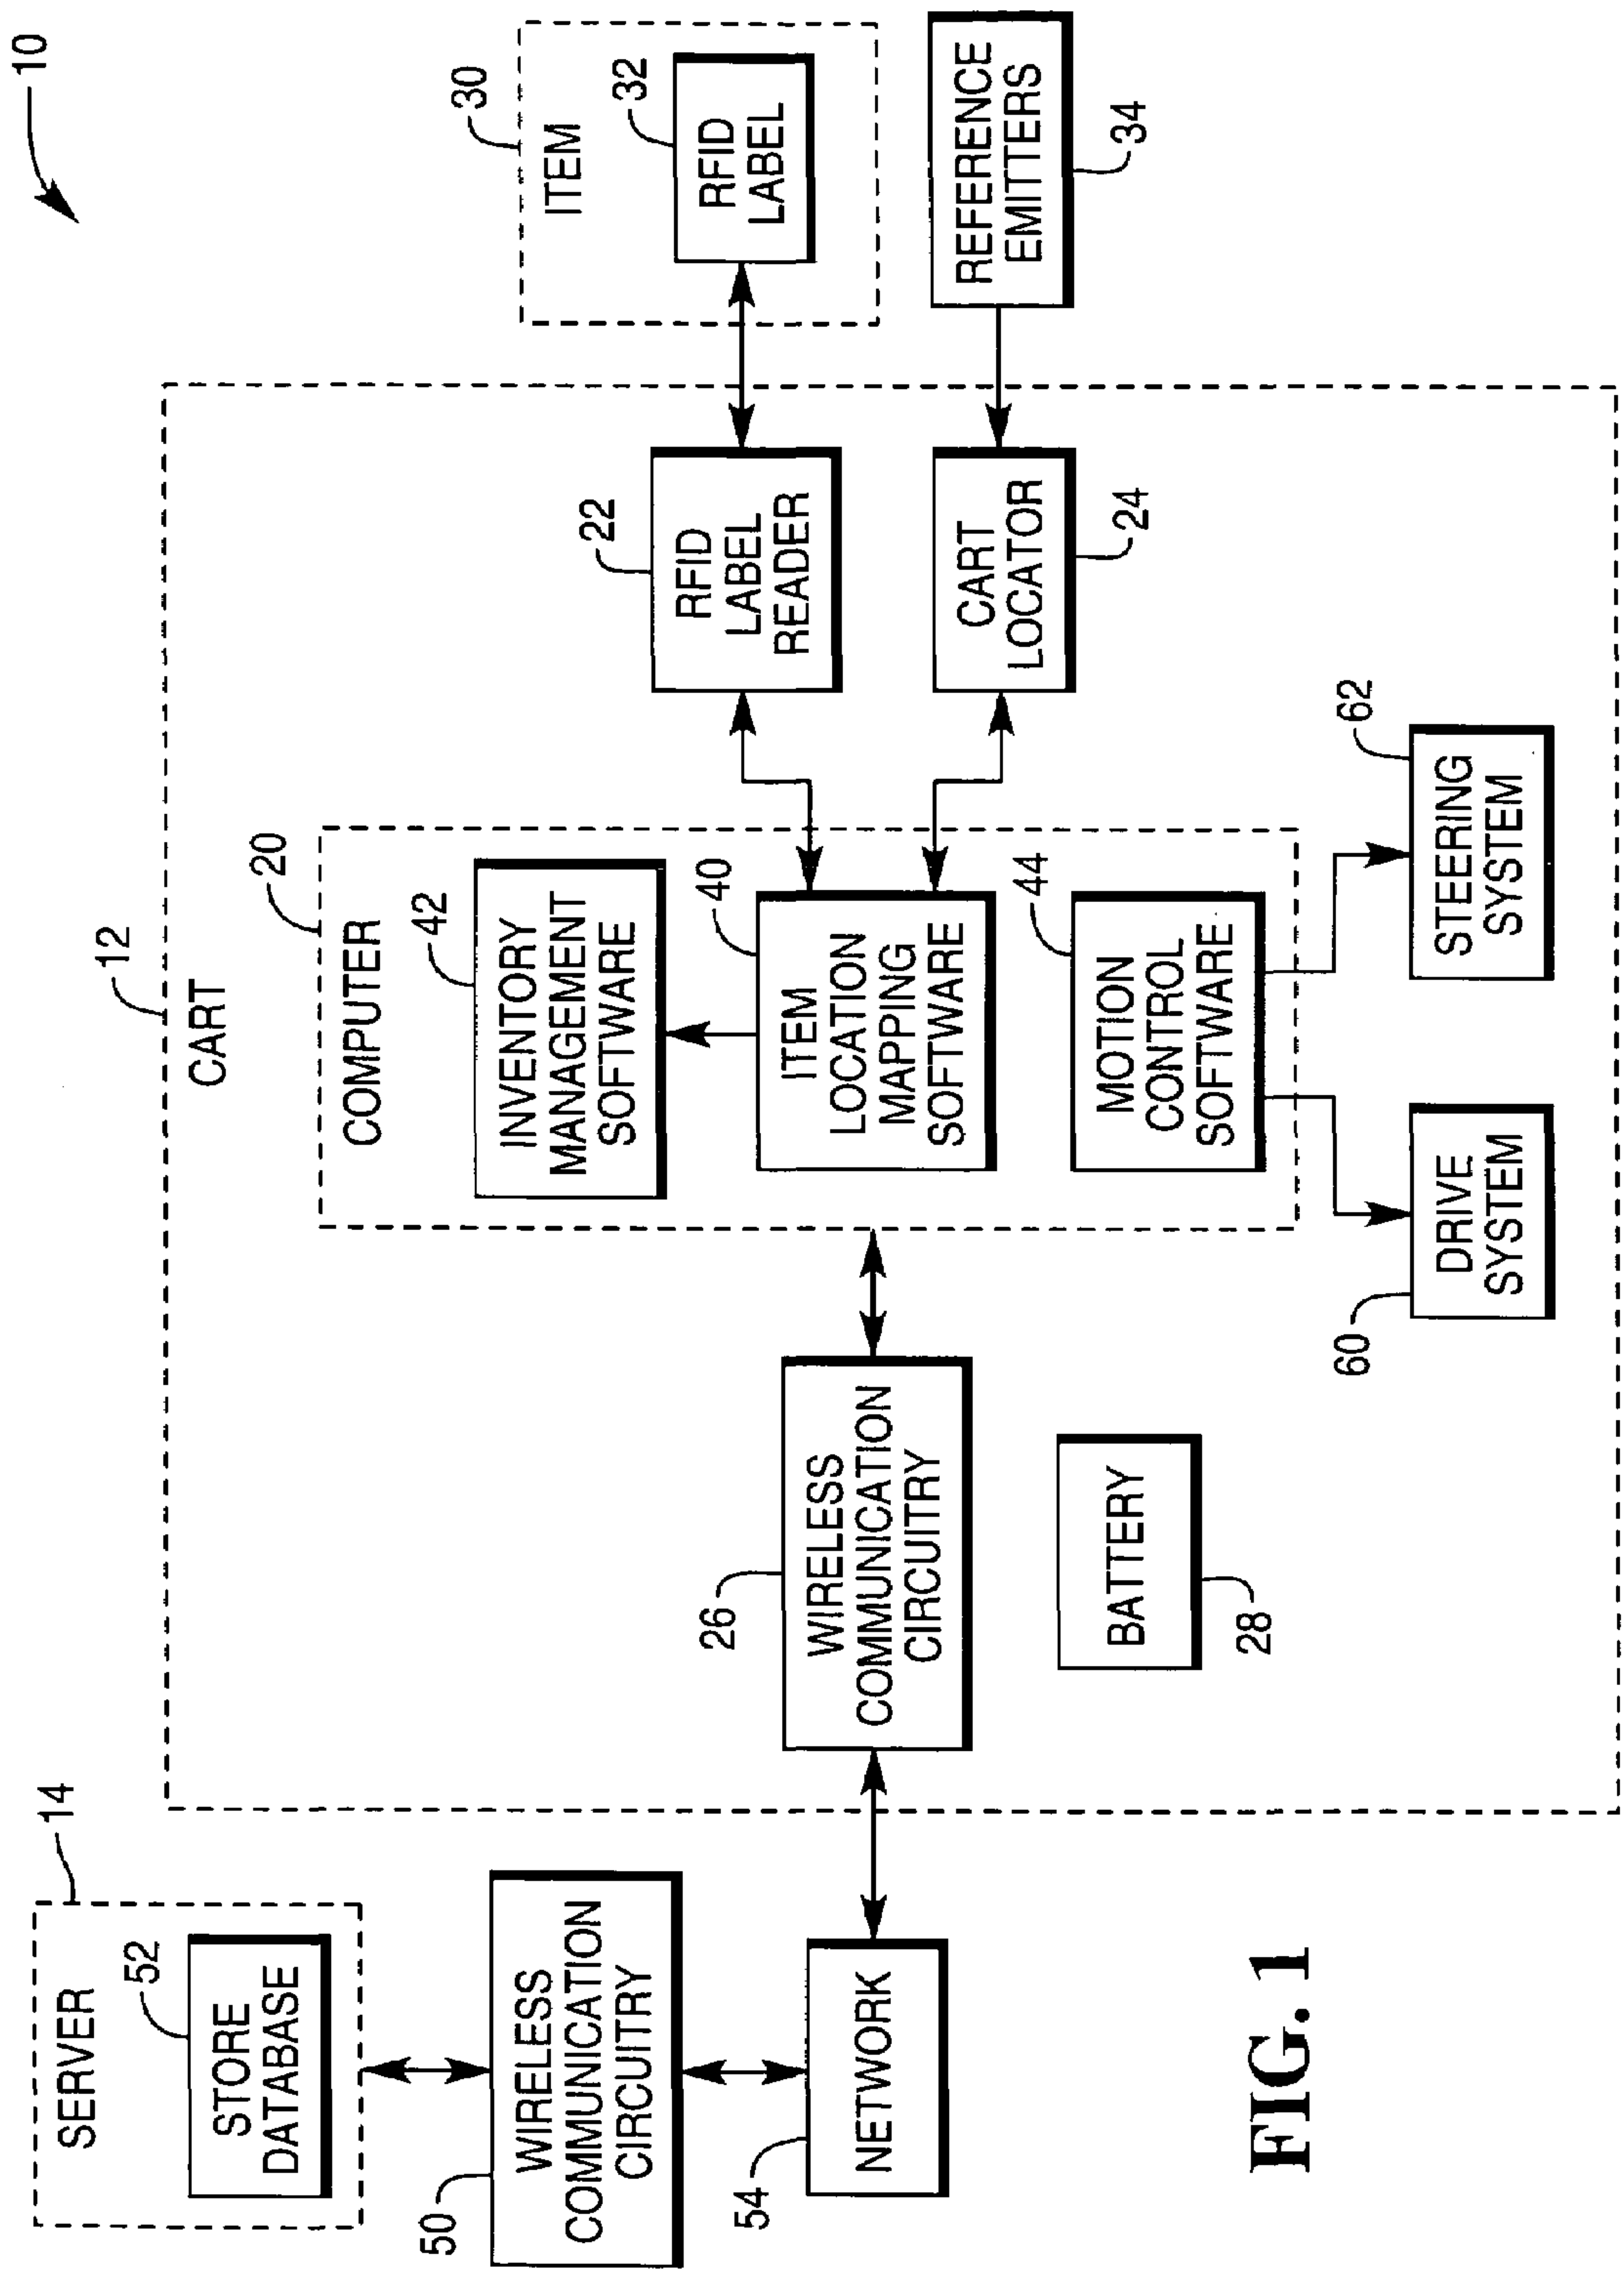 10
14
SERVER
52
STORE
DATABASE
50
WIRELESS
COMMUNICATION
CIRCUITRY
54
NETWORK
12
CART
26
WIRELESS
COMMUNICATION
CIRCUITRY
BATTERY
28
20
COMPUTER
42
INVENTORY
MANAGEMENT
SOFTWARE
40
ITEM
LOCATION
MAPPING
SOFTWARE
44
MOTION
CONTROL
SOFTWARE
60
DRIVE
SYSTEM
62
STEERING
SYSTEM
22
RFID
LABEL
READER
CART
LOCATOR
24
30
ITEM
32
RFID
LABEL
REFERENCE
EMITTERS
34
FIG. 1